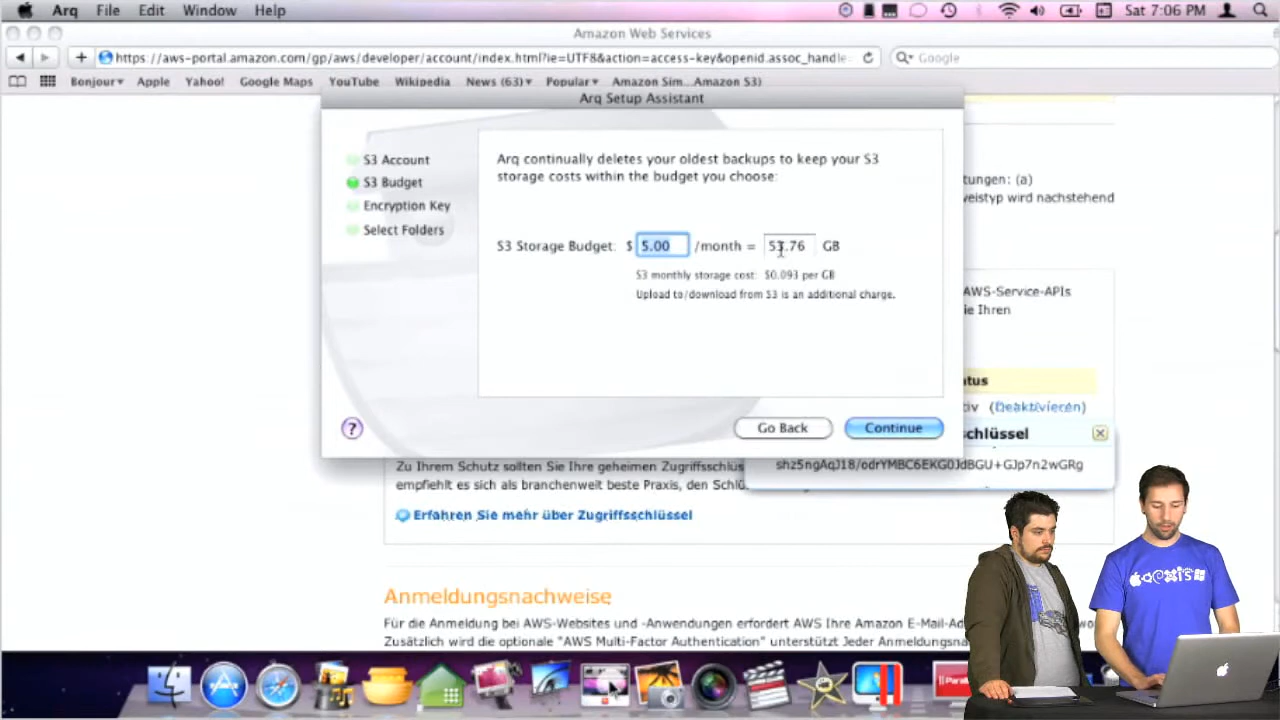 Arq File Edit Window Help
Sat 7:06 PM
Amazon Web Services
https://aws-portal.amazon.com/gp/aws/developer/account/index.html?ie=UTF8&action=access-key&openid.assoc_handle
Google
Bonjour Apple Yahoo! Google Maps YouTube Wikipedia News (63) Popular Amazon Sim...Amazon S3)
Arq Setup Assistant
S3 Account
S3 Budget
Encryption Key
Select Folders
Arq continually deletes your oldest backups to keep your S3
storage costs within the budget you choose:
S3 Storage Budget: $ 5.00 /month = 53.76 GB
S3 monthly storage cost: $0.093 per GB
Upload to/download from S3 is an additional charge.
? Go Back Continue
tungen: (a)
veistyp wird nachstehend
AWS-Service-APIs
ie Ihren
tus
iv (Deaktivieren)
chlüssel
shz5ngAqJ18/odrYMBC6EKG0JdBGU+GJp7n2wGRg
Zu Ihrem Schutz sollten Sie Ihre geheimen Zugriffsschlüs
empfiehlt es sich als branchenweit beste Praxis, den Schlü
Erfahren Sie mehr über Zugriffsschlüssel
Anmeldungsnachweise
Für die Anmeldung bei AWS-Websites und -Anwendungen erfordert AWS Ihre Amazon E-Mail-Ad
Zusätzlich wird die optionale "AWS Multi-Factor Authentication" unterstützt Jeder Anmeldungsna